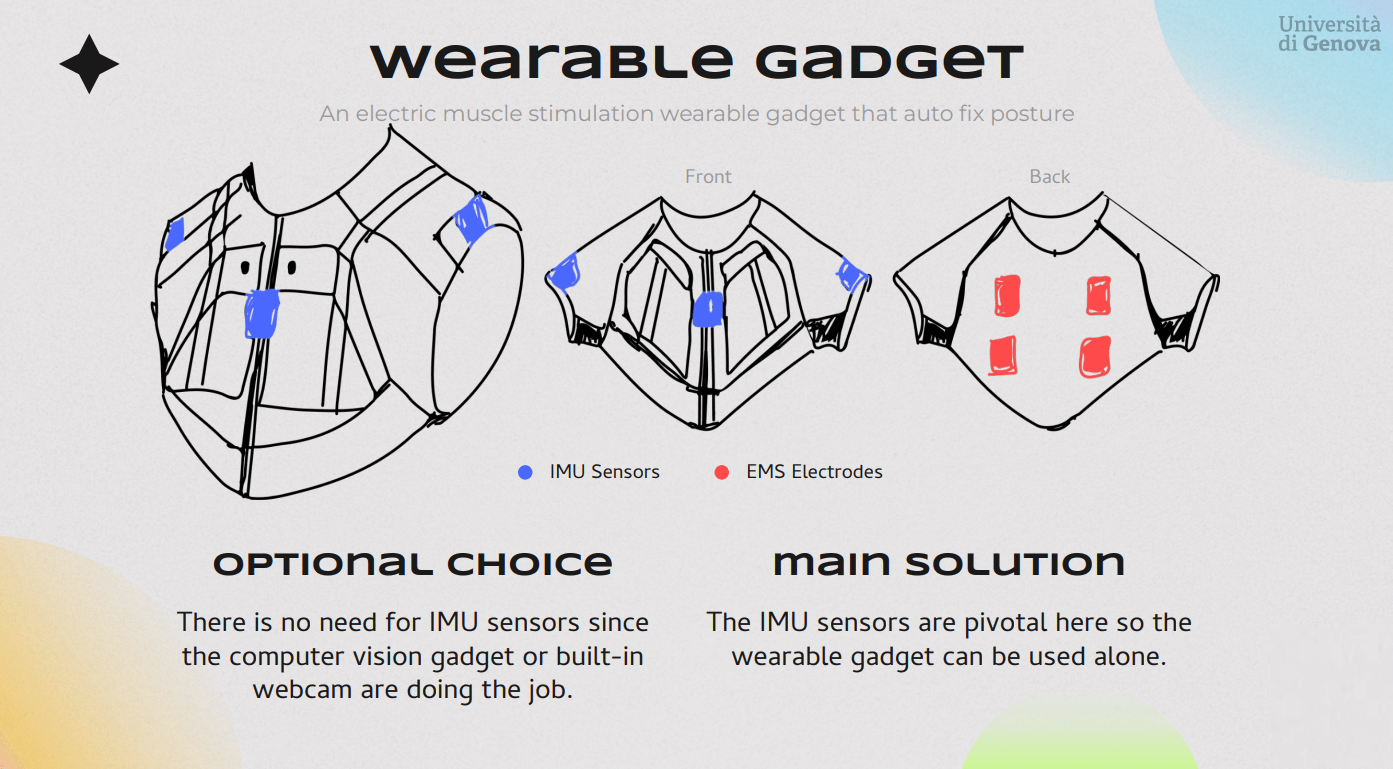 Università
di Genova
wearable gadget
An electric muscle stimulation wearable gadget that auto fix posture
Front
Back
IMU Sensors
EMS Electrodes
optional choice
There is no need for IMU sensors since
the computer vision gadget or built-in
webcam are doing the job.
main solution
The IMU sensors are pivotal here so the
wearable gadget can be used alone.